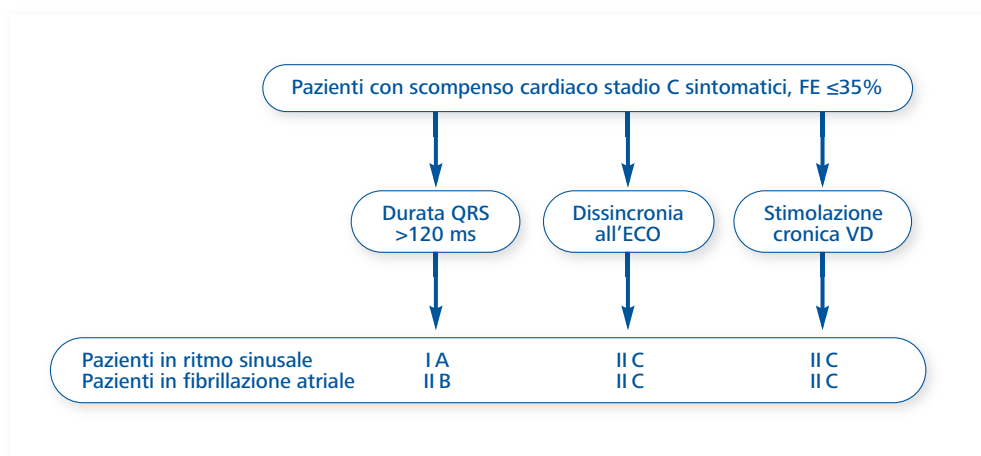 Pazienti con scompenso cardiaco stadio C sintomatici, FE ≤35%
Durata QRS
>120 ms
Dissincronia
all'ECO
Stimolazione
cronica VD
Pazienti in ritmo sinusale I A II C II C
Pazienti in fibrillazione atriale II B II C II C